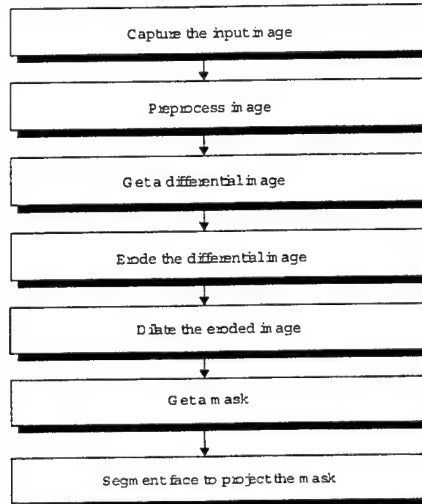 Capture the input image
Preprocess image
Get a differential image
Erode the differential image
Dilate the eroded image
Get a mask
Segment face to project the mask